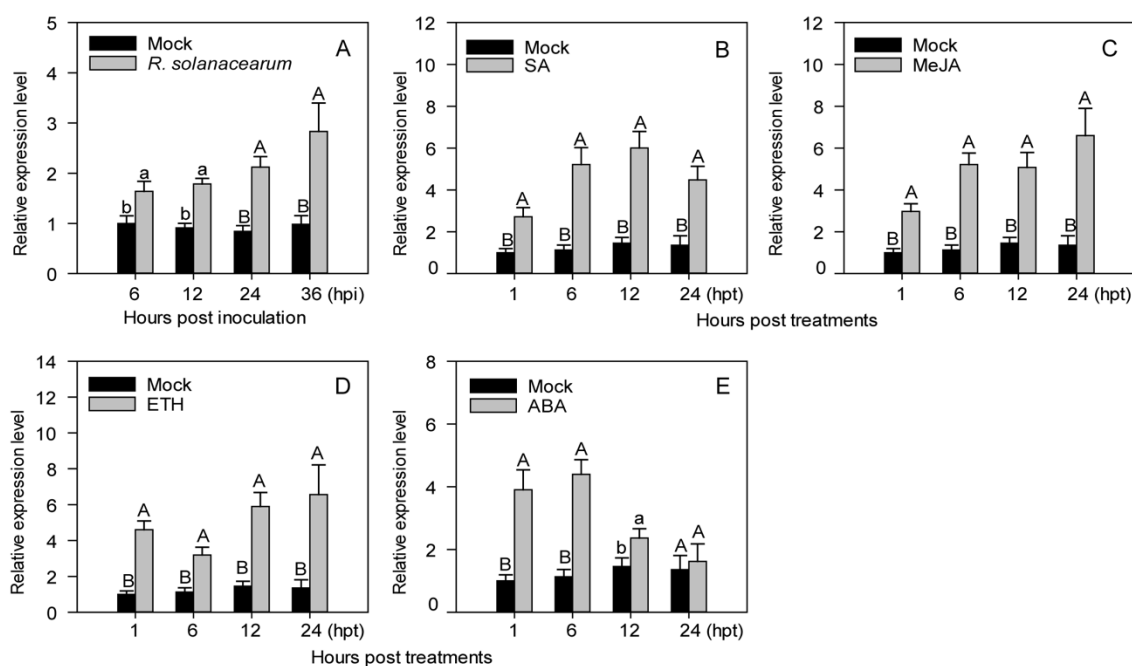 A
Mock
R. solanacearum
Relative expression level
5
4
3
2
1
0
b a b a B A B A
6 12 24 36 (hpi)
Hours post inoculation
B
Mock
SA
Relative expression level
12
10
8
6
4
2
0
B A B A B A B A
1 6 12 24 (hpt)
C
Mock
MeJA
Relative expression level
12
10
8
6
4
2
0
B A B A B A B A
1 6 12 24 (hpt)
Hours post treatments
D
Mock
ETH
Relative expression level
14
12
10
8
6
4
2
0
B A B A B A B A
1 6 12 24 (hpt)
E
Mock
ABA
Relative expression level
8
6
4
2
0
B A B A b a A A
1 6 12 24 (hpt)
Hours post treatments